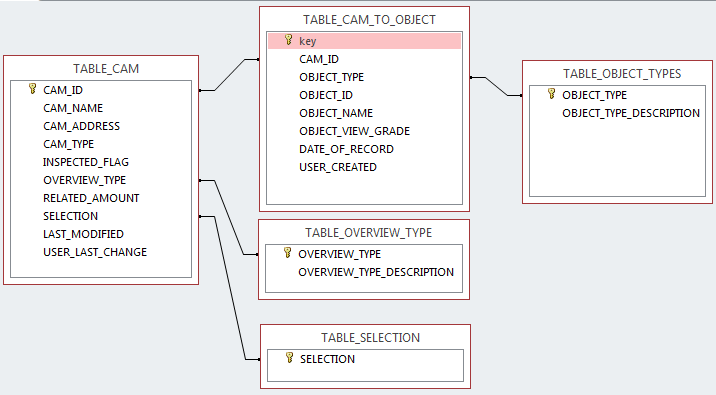 TABLE_CAM
CAM_ID
CAM_NAME
CAM_ADDRESS
CAM_TYPE
INSPECTED_FLAG
OVERVIEW_TYPE
RELATED_AMOUNT
SELECTION
LAST_MODIFIED
USER_LAST_CHANGE
TABLE_CAM_TO_OBJECT
key
CAM_ID
OBJECT_TYPE
OBJECT_ID
OBJECT_NAME
OBJECT_VIEW_GRADE
DATE_OF_RECORD
USER_CREATED
TABLE_OBJECT_TYPES
OBJECT_TYPE
OBJECT_TYPE_DESCRIPTION
TABLE_OVERVIEW_TYPE
OVERVIEW_TYPE
OVERVIEW_TYPE_DESCRIPTION
TABLE_SELECTION
SELECTION